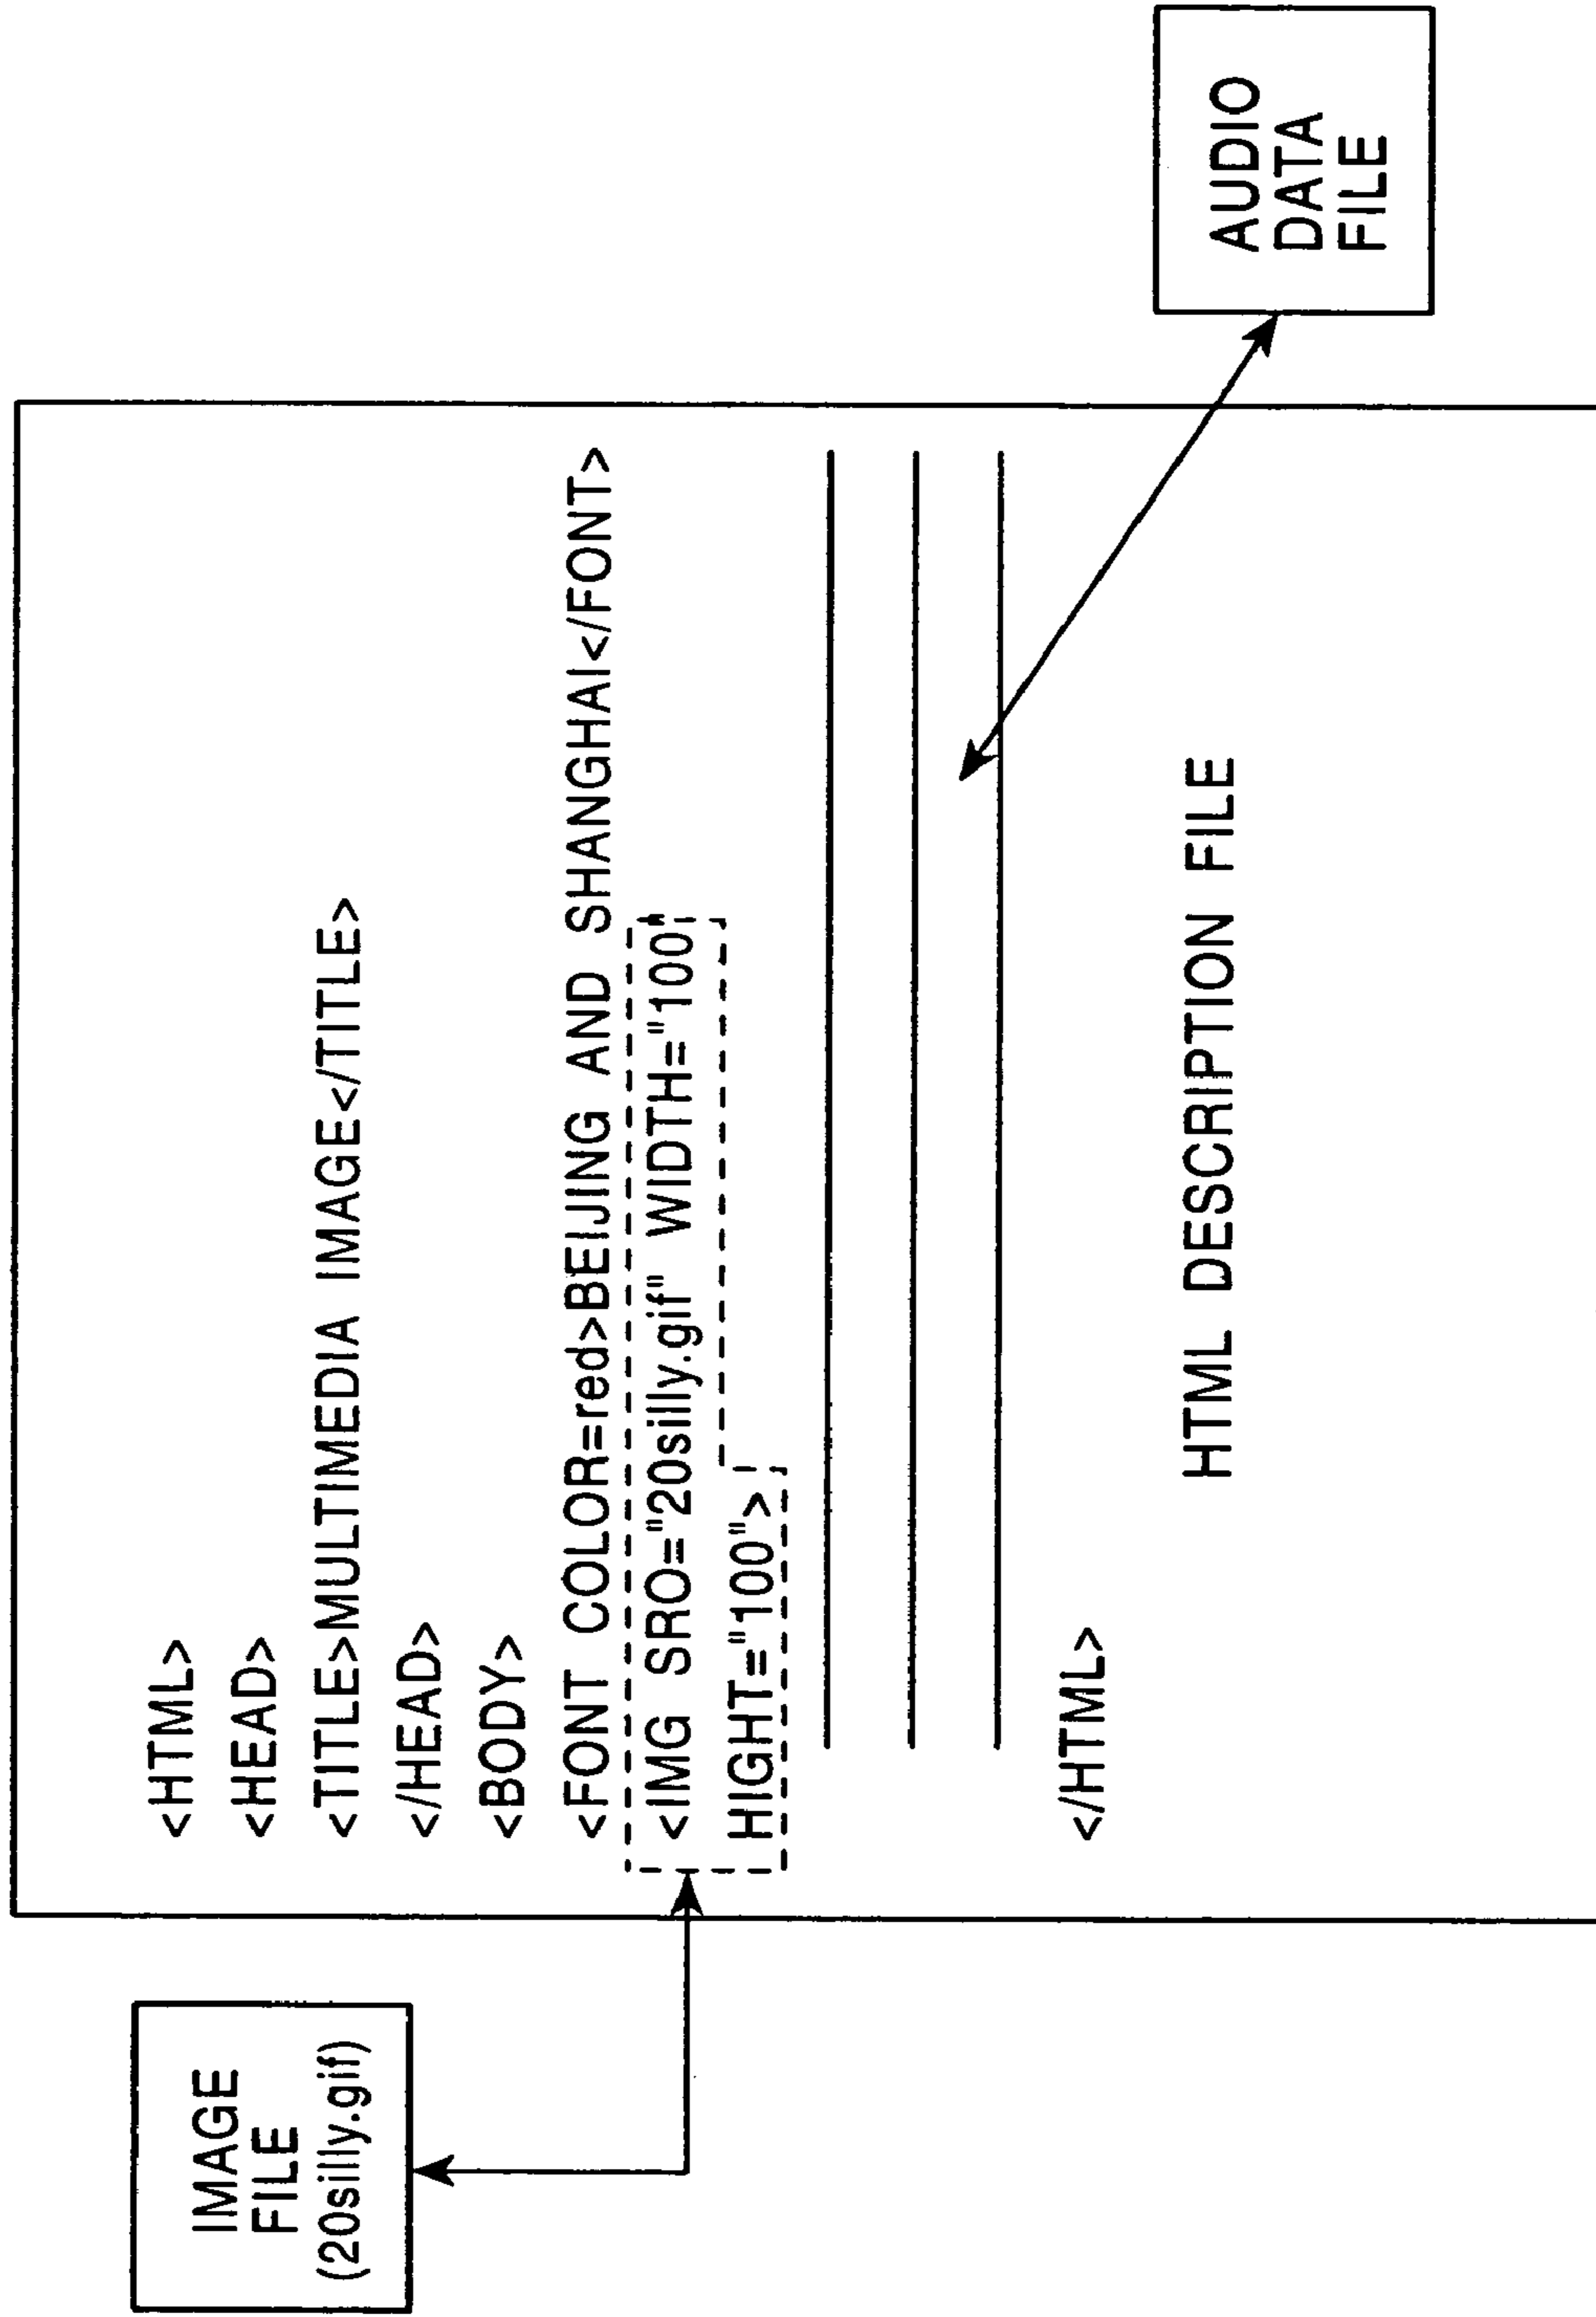 IMAGE
FILE
(20silly.gif)
<HTML>
<HEAD>
<TITLE>MULTIMEDIA IMAGE</TITLE>
</HEAD>
<BODY>
<FONT COLOR=red>BEIJING AND SHANGHAI</FONT>
<IMG SRO="20silly.gif" WIDTH="100"
HIGHT="100">
</HTML>
HTML DESCRIPTION FILE
AUDIO
DATA
FILE